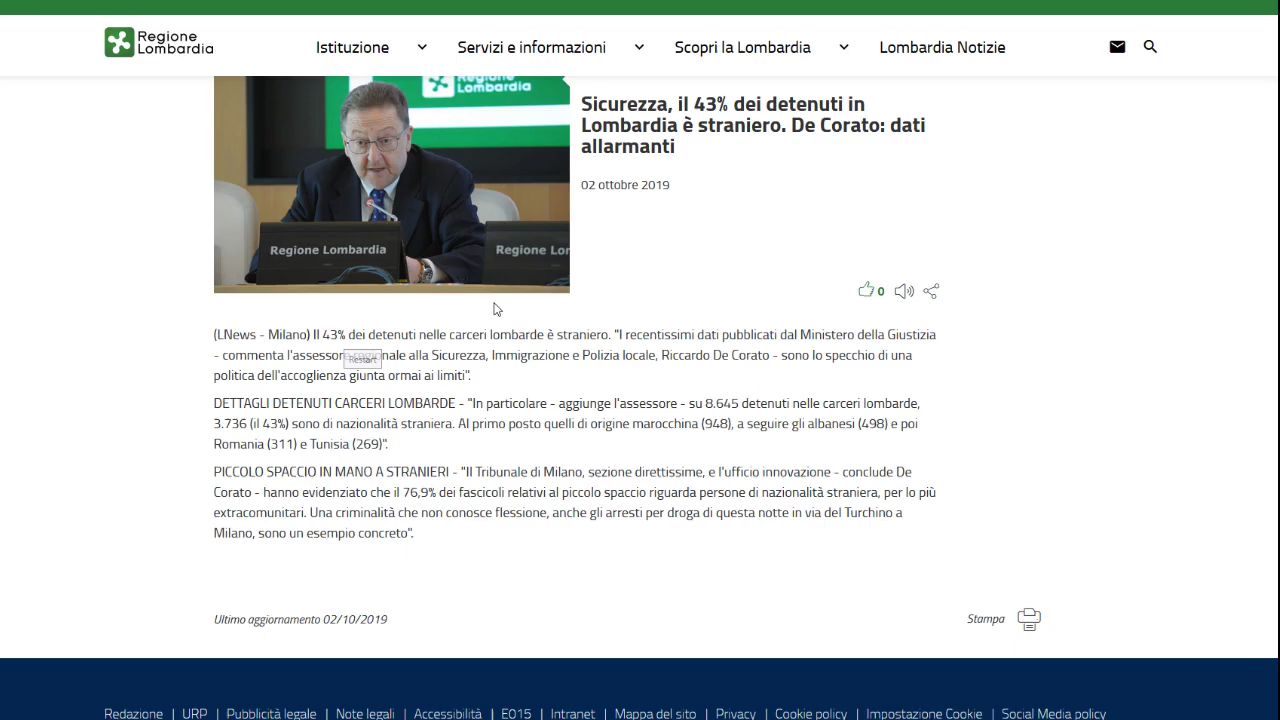 Regione
Lombardia
Istituzione
Servizi e informazioni
Scopri la Lombardia
Lombardia Notizie
Regione
Lombardia
Regione Lombardia
Regione Lor
Sicurezza, il 43% dei detenuti in
Lombardia è straniero. De Corato: dati
allarmanti
02 ottobre 2019
0
(LNews - Milano) Il 43% dei detenuti nelle carceri lombarde è straniero. "I recentissimi dati pubblicati dal Ministero della Giustizia
- commenta l'assessore regionale alla Sicurezza, Immigrazione e Polizia locale, Riccardo De Corato - sono lo specchio di una
Restart
politica dell'accoglienza giunta ormai ai limiti".
DETTAGLI DETENUTI CARCERI LOMBARDE - "In particolare - aggiunge l'assessore - su 8.645 detenuti nelle carceri lombarde,
3.736 (il 43%) sono di nazionalità straniera. Al primo posto quelli di origine marocchina (948), a seguire gli albanesi (498) e poi
Romania (311) e Tunisia (269)".
PICCOLO SPACCIO IN MANO A STRANIERI - "Il Tribunale di Milano, sezione direttissime, e l'ufficio innovazione - conclude De
Corato - hanno evidenziato che il 76,9% dei fascicoli relativi al piccolo spaccio riguarda persone di nazionalità straniera, per lo più
extracomunitari. Una criminalità che non conosce flessione, anche gli arresti per droga di questa notte in via del Turchino a
Milano, sono un esempio concreto".
Ultimo aggiornamento 02/10/2019
Stampa
Redazione | URP | Pubblicità legale | Note legali | Accessibilità | EO15 | Intranet | Mappa del sito | Privacy | Cookie policy | Impostazione Cookie | Social Media policy